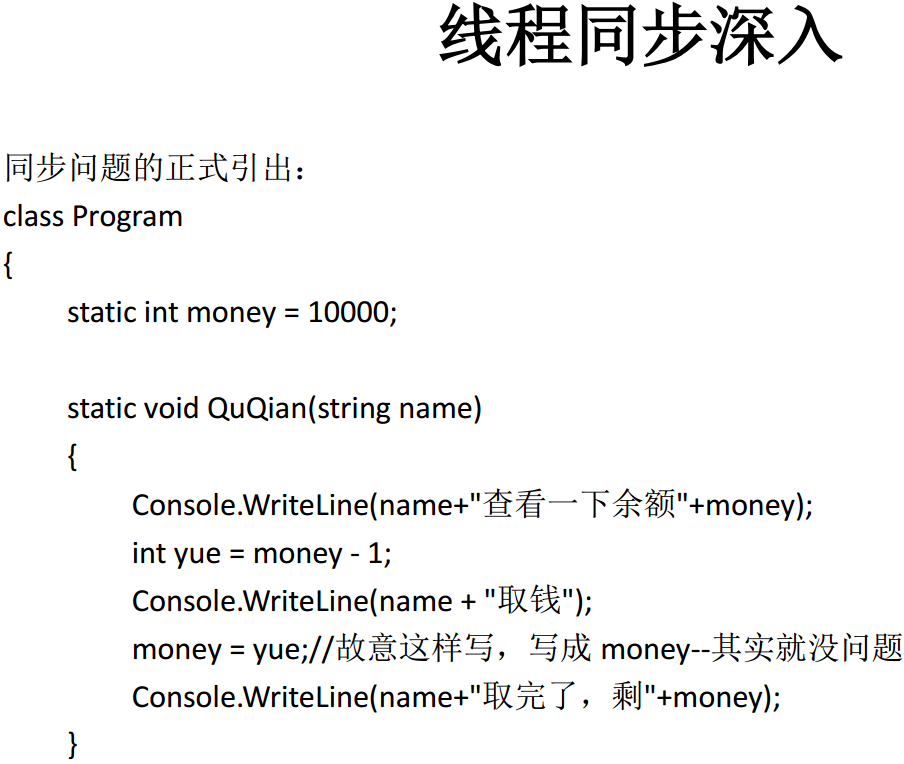 线程同步深入
同步问题的正式引出：
class Program
{
static int money = 10000;
static void QuQian(string name)
{
Console.WriteLine(name+"查看一下余额"+money);
int yue = money - 1;
Console.WriteLine(name + "取钱");
money = yue;//故意这样写，写成 money--其实就没问题
Console.WriteLine(name+"取完了，剩"+money);
}